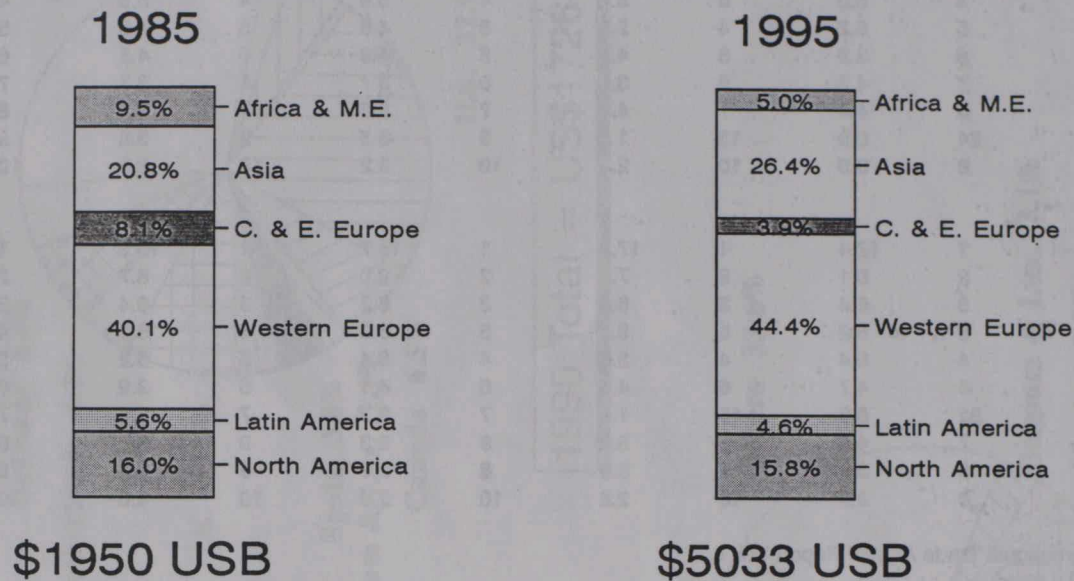 1985
9.5% Africa & M.E.
20.8% Asia
8.1% C. & E. Europe
40.1% Western Europe
5.6% Latin America
16.0% North America
$1950 USB
1995
5.0% Africa & M.E.
26.4% Asia
3.9% C. & E. Europe
44.4% Western Europe
4.6% Latin America
15.8% North America
$5033 USB